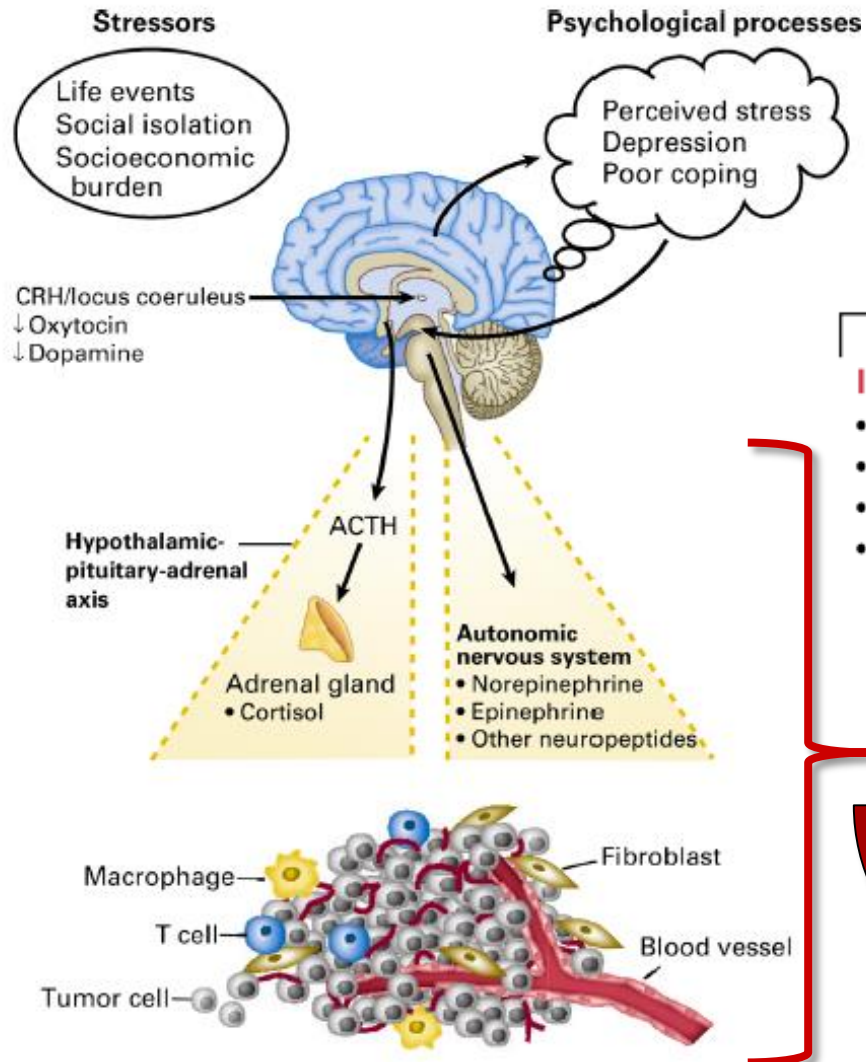 Stressors
Life events
Social isolation
Socioeconomic
burden
Psychological processes
Perceived stress
Depression
Poor coping
CRH/locus coeruleus
↓Oxytocin
↓Dopamine
Hypothalamic-
pituitary-adrenal
axis
ACTH
Adrenal gland
• Cortisol
Autonomic
nervous system
• Norepinephrine
• Epinephrine
• Other neuropeptides
Macrophage
T cell
Tumor cell
Fibroblast
Blood vessel